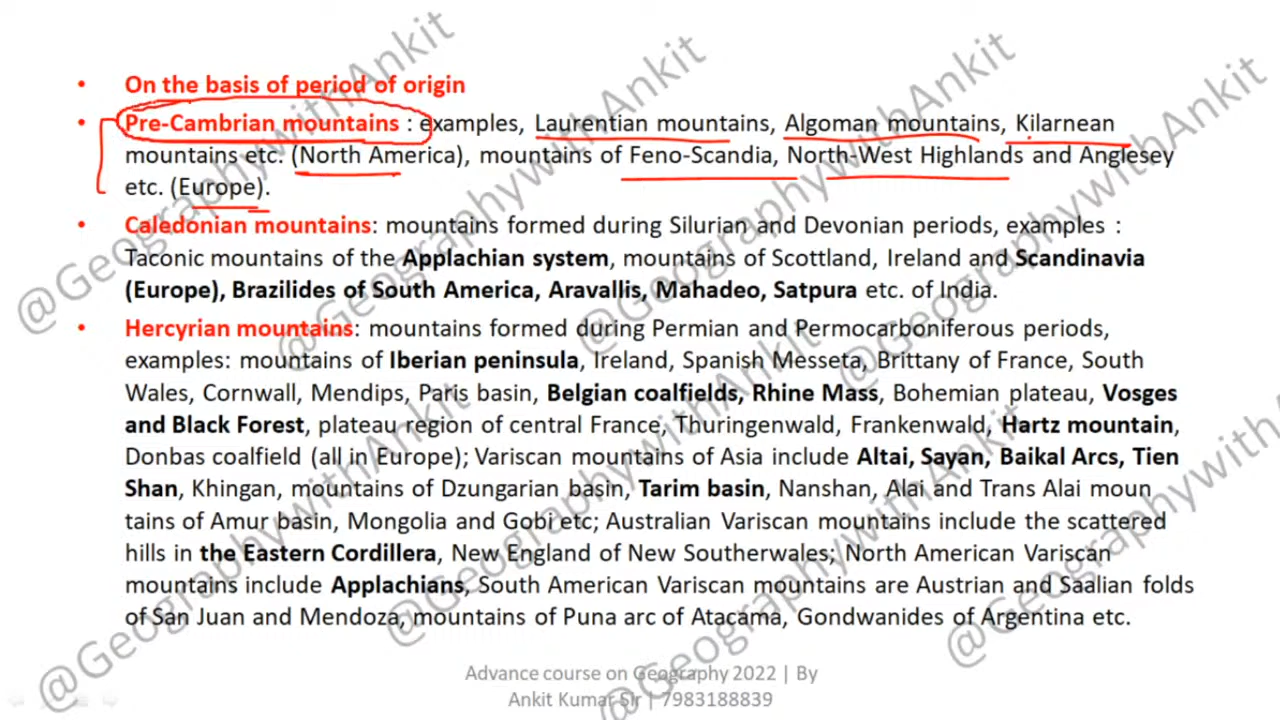 • On the basis of period of origin
• Pre-Cambrian mountains : examples, Laurentian mountains, Algoman mountains, Kilarnean
mountains etc. (North America), mountains of Feno-Scandia, North-West Highlands and Anglesey
etc. (Europe).
• Caledonian mountains: mountains formed during Silurian and Devonian periods, examples :
Taconic mountains of the Applachian system, mountains of Scottland, Ireland and Scandinavia
(Europe), Brazilides of South America, Aravallis, Mahadeo, Satpura etc. of India.
• Hercyrian mountains: mountains formed during Permian and Permocarboniferous periods,
examples: mountains of Iberian peninsula, Ireland, Spanish Messeta, Brittany of France, South
Wales, Cornwall, Mendips, Paris basin, Belgian coalfields, Rhine Mass, Bohemian plateau, Vosges
and Black Forest, plateau region of central France, Thuringenwald, Frankenwald, Hartz mountain,
Donbas coalfield (all in Europe); Variscan mountains of Asia include Altai, Sayan, Baikal Arcs, Tien
Shan, Khingan, mountains of Dzungarian basin, Tarim basin, Nanshan, Alai and Trans Alai moun
tains of Amur basin, Mongolia and Gobi etc; Australian Variscan mountains include the scattered
hills in the Eastern Cordillera, New England of New Southerwales; North American Variscan
mountains include Applachians, South American Variscan mountains are Austrian and Saalian folds
of San Juan and Mendoza, mountains of Puna arc of Atacama, Gondwanides of Argentina etc.
Advance course on Geography 2022 | By
Ankit Kumar Sir | 7983188839
@GeographywithAnkit
@GeographywithAnkit
@GeographywithAnkit
@GeographywithAnkit
@GeographywithAnkit
@GeographywithAnkit
@GeographywithAnkit
@Geographywith